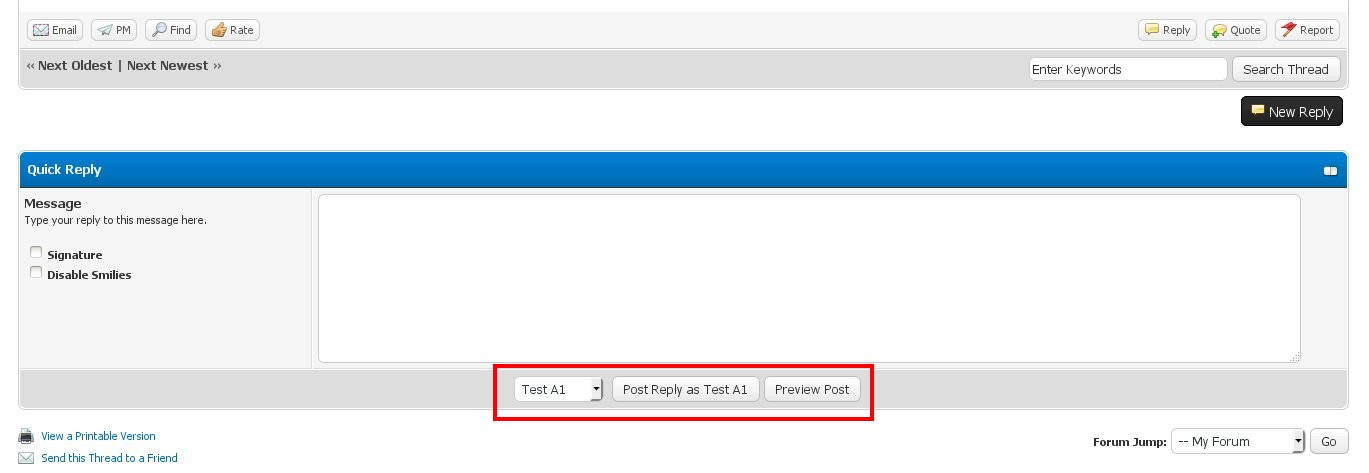 Email PM Find Rate Reply Quote Report
« Next Oldest | Next Newest » Enter Keywords Search Thread
New Reply
Quick Reply
Message
Type your reply to this message here.
Signature
Disable Smilies
Test A1 Post Reply as Test A1 Preview Post
View a Printable Version
Send this Thread to a Friend
Forum Jump: -- My Forum Go